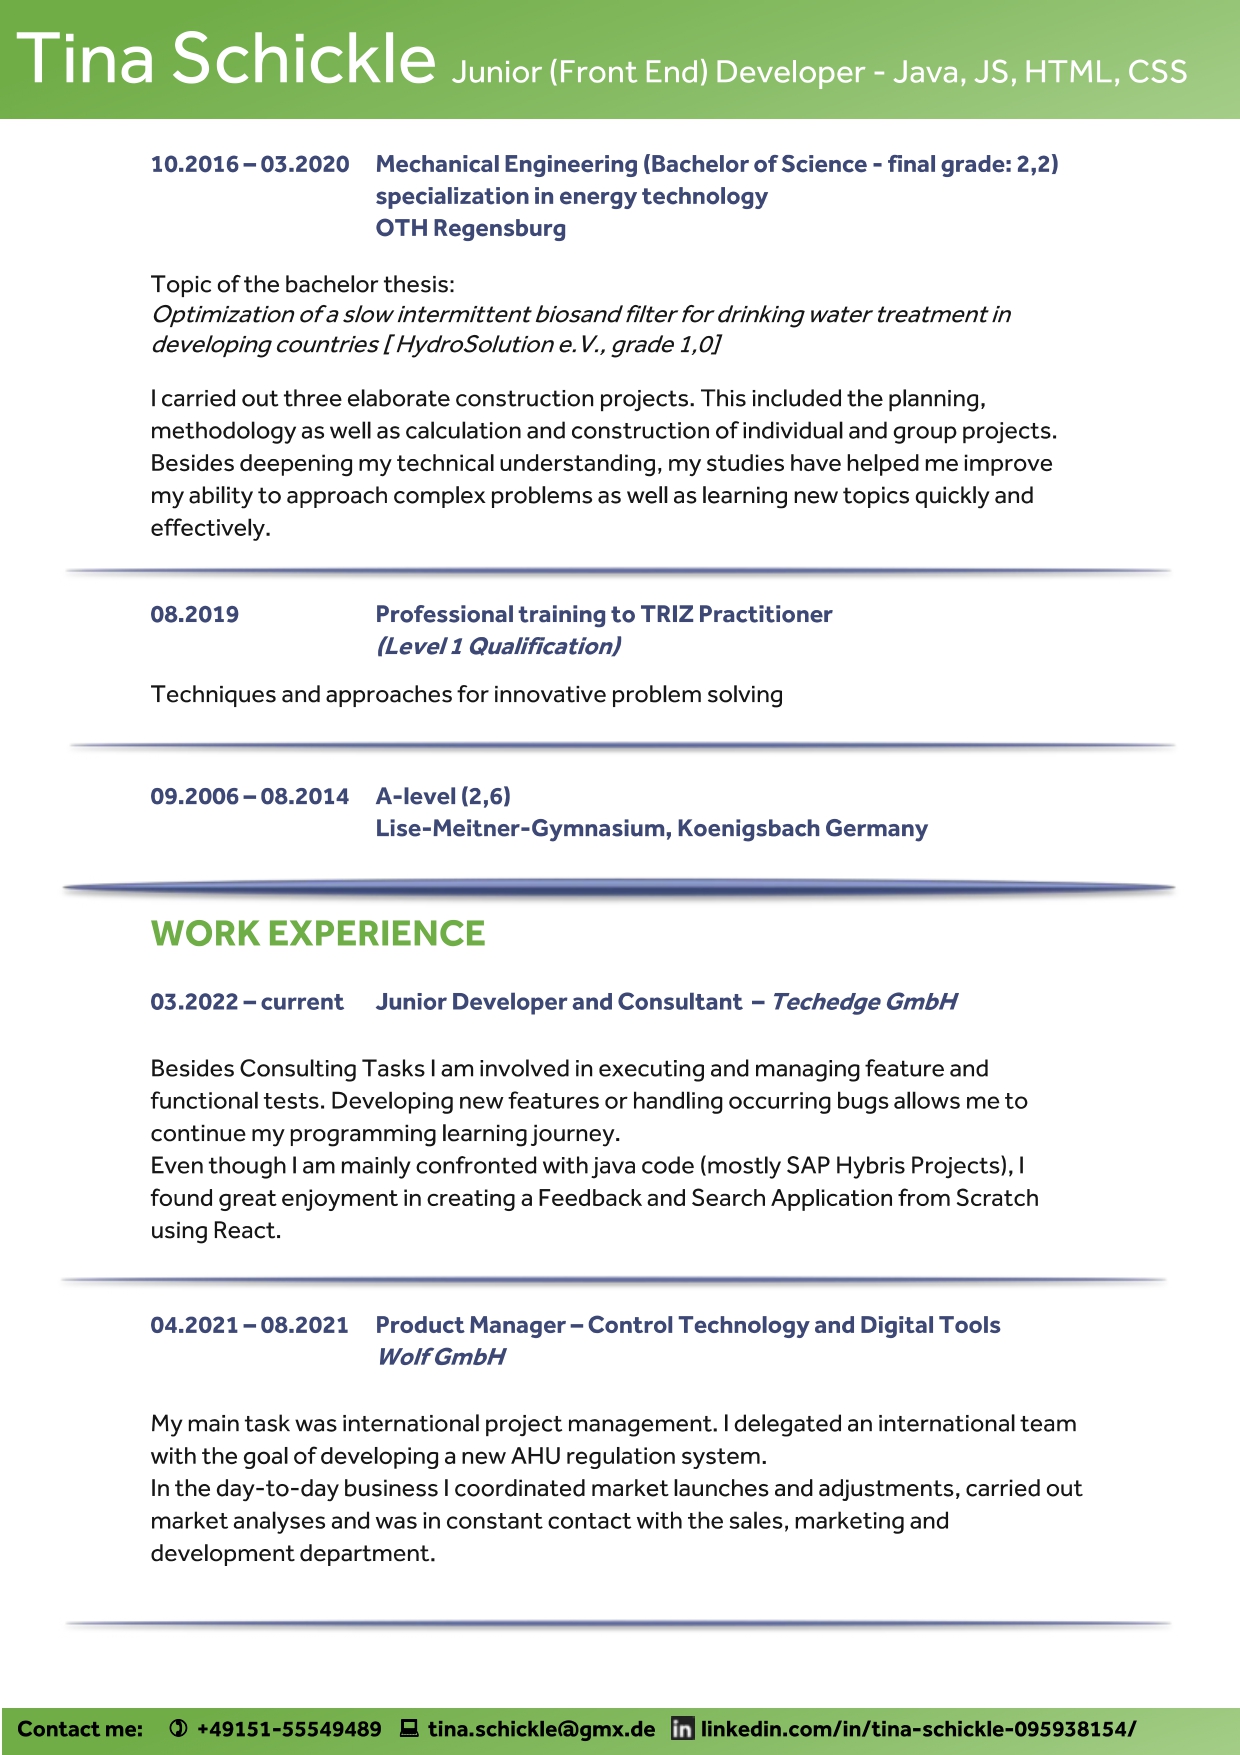 Tina Schickle Junior (Front End) Developer - Java, JS, HTML, CSS
10.2016 – 03.2020 Mechanical Engineering (Bachelor of Science - final grade: 2,2)
specialization in energy technology
OTH Regensburg
Topic of the bachelor thesis:
Optimization of a slow intermittent biosand filter for drinking water treatment in
developing countries [ HydroSolution e.V., grade 1,0]
I carried out three elaborate construction projects. This included the planning,
methodology as well as calculation and construction of individual and group projects.
Besides deepening my technical understanding, my studies have helped me improve
my ability to approach complex problems as well as learning new topics quickly and
effectively.
08.2019 Professional training to TRIZ Practitioner
(Level 1 Qualification)
Techniques and approaches for innovative problem solving
09.2006 – 08.2014 A-level (2,6)
Lise-Meitner-Gymnasium, Koenigsbach Germany
WORK EXPERIENCE
03.2022 – current Junior Developer and Consultant – Techedge GmbH
Besides Consulting Tasks I am involved in executing and managing feature and
functional tests. Developing new features or handling occurring bugs allows me to
continue my programming learning journey.
Even though I am mainly confronted with java code (mostly SAP Hybris Projects), I
found great enjoyment in creating a Feedback and Search Application from Scratch
using React.
04.2021 – 08.2021 Product Manager – Control Technology and Digital Tools
Wolf GmbH
My main task was international project management. I delegated an international team
with the goal of developing a new AHU regulation system.
In the day-to-day business I coordinated market launches and adjustments, carried out
market analyses and was in constant contact with the sales, marketing and
development department.
Contact me: +49151-55549489 tina.schickle@gmx.de in linkedin.com/in/tina-schickle-095938154/